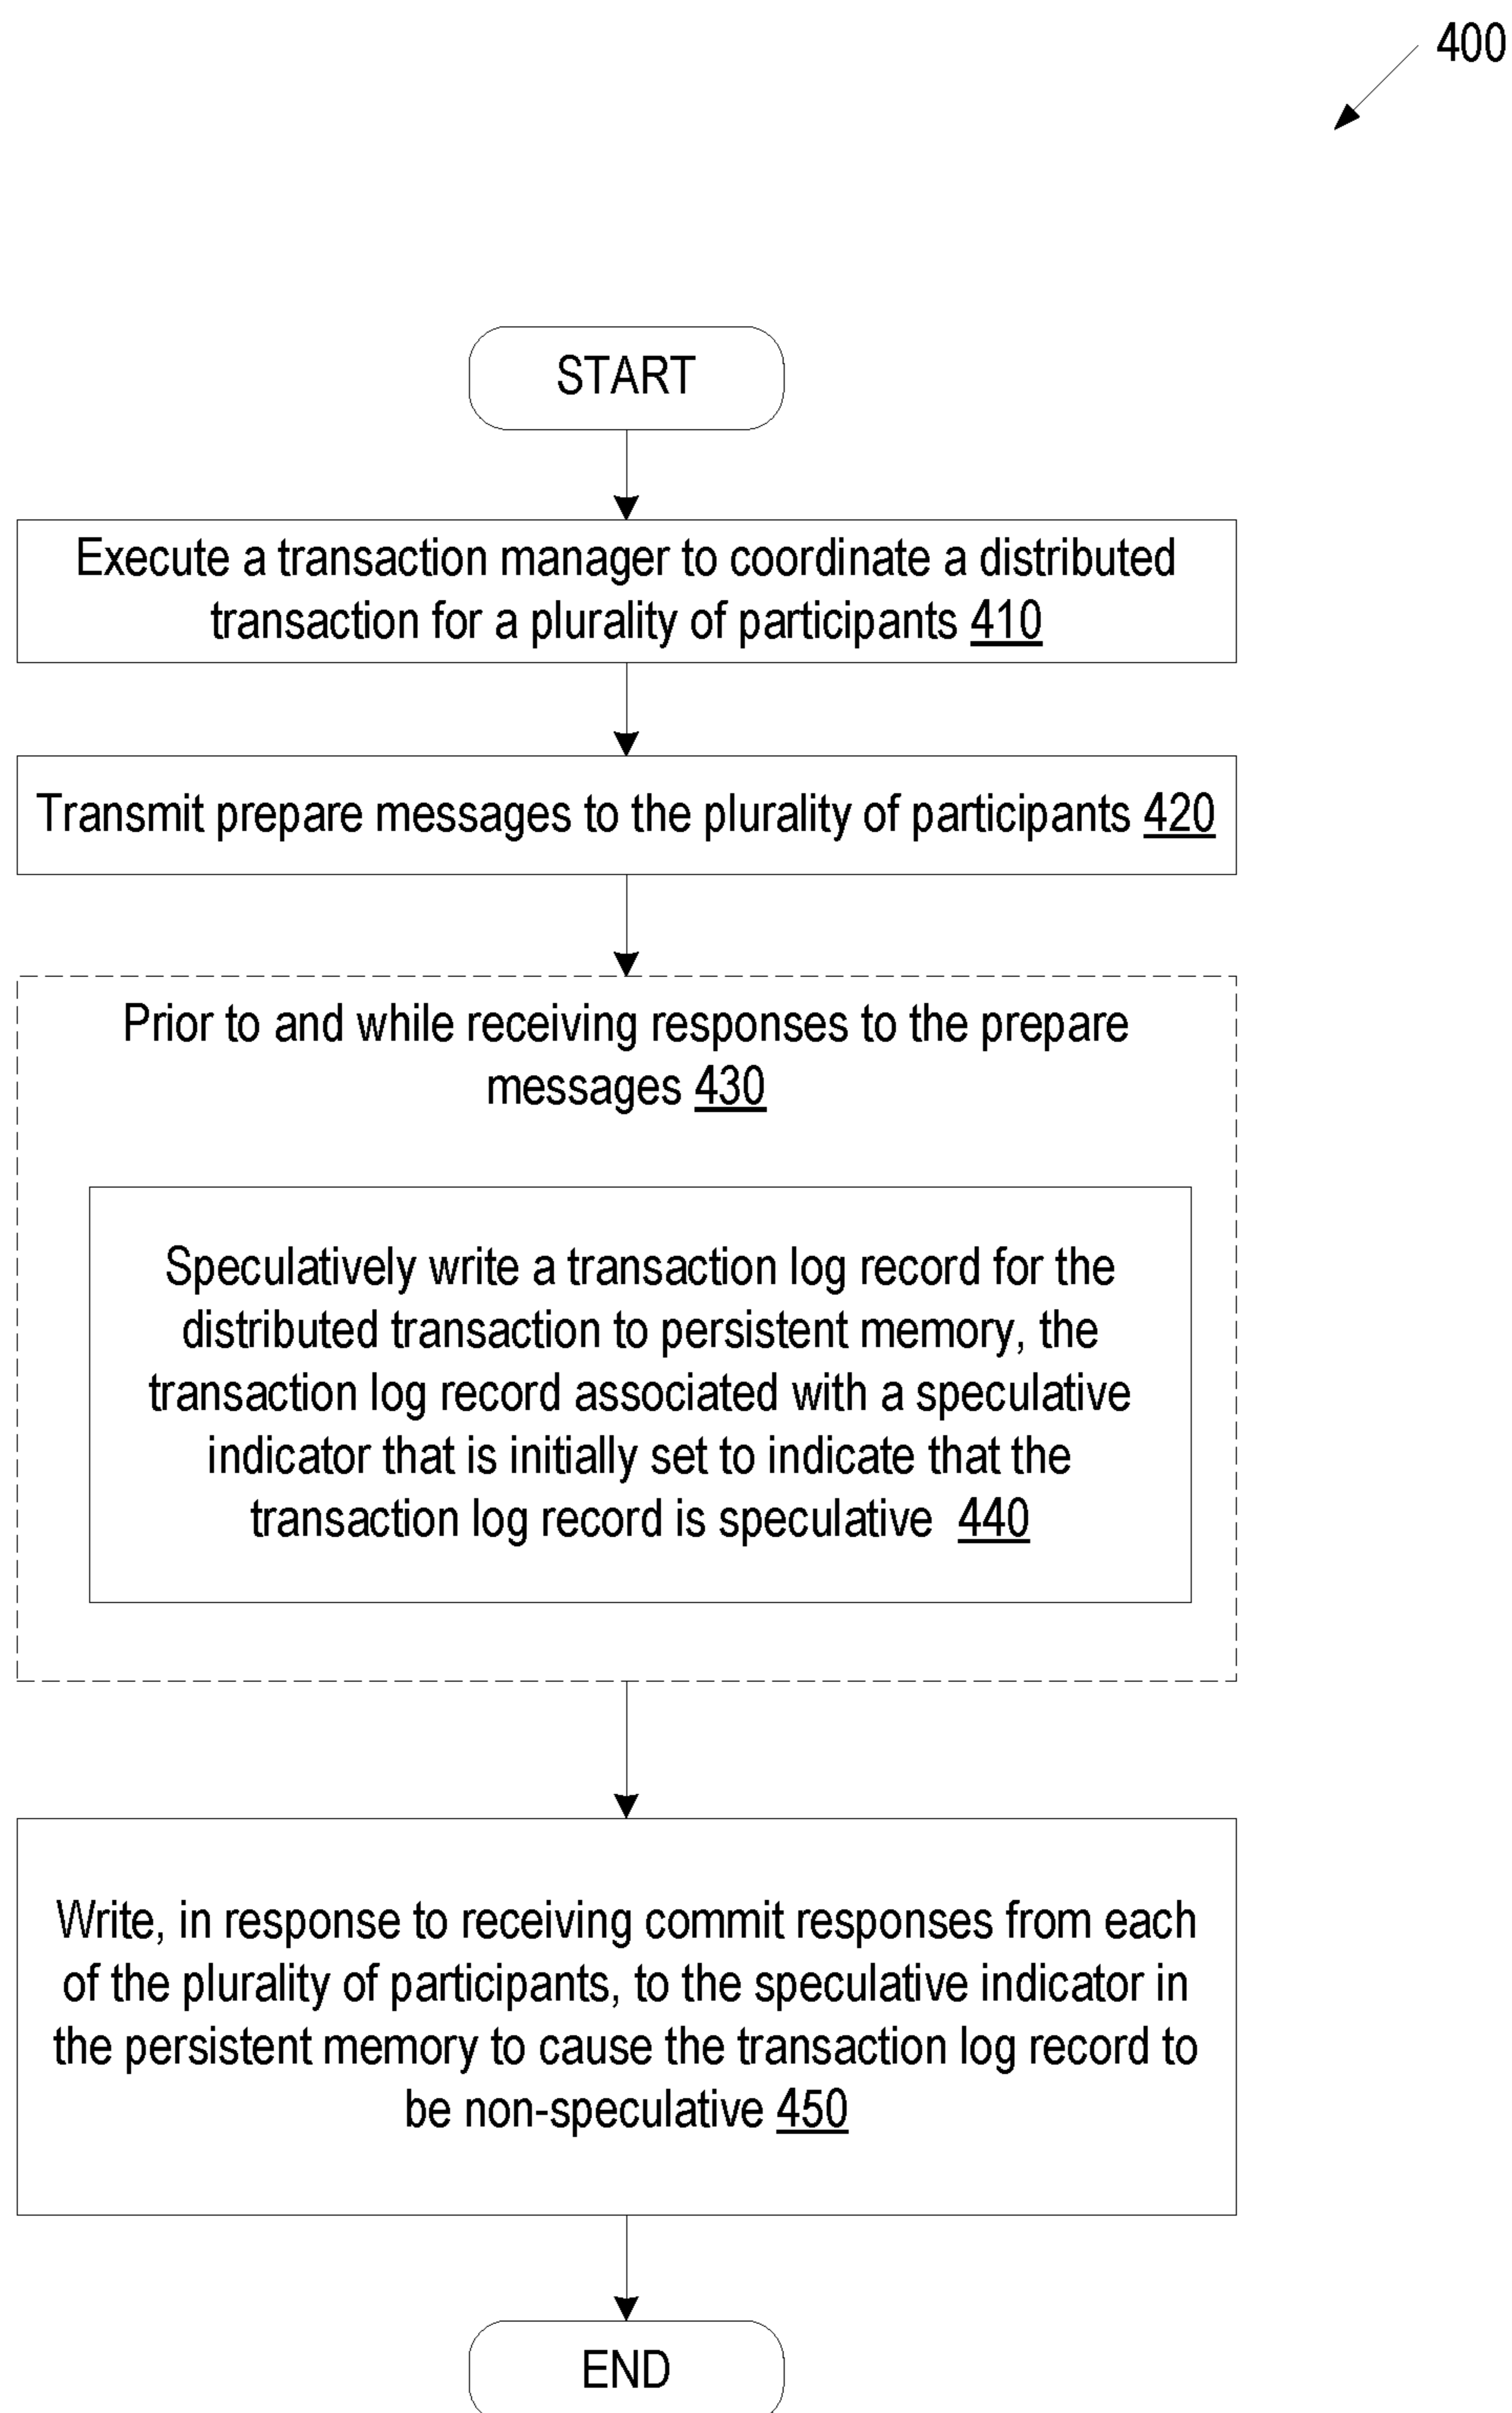 400
START
Execute a transaction manager to coordinate a distributed
transaction for a plurality of participants 410
Transmit prepare messages to the plurality of participants 420
Prior to and while receiving responses to the prepare
messages 430
Speculatively write a transaction log record for the
distributed transaction to persistent memory, the
transaction log record associated with a speculative
indicator that is initially set to indicate that the
transaction log record is speculative 440
Write, in response to receiving commit responses from each
of the plurality of participants, to the speculative indicator in
the persistent memory to cause the transaction log record to
be non-speculative 450
END